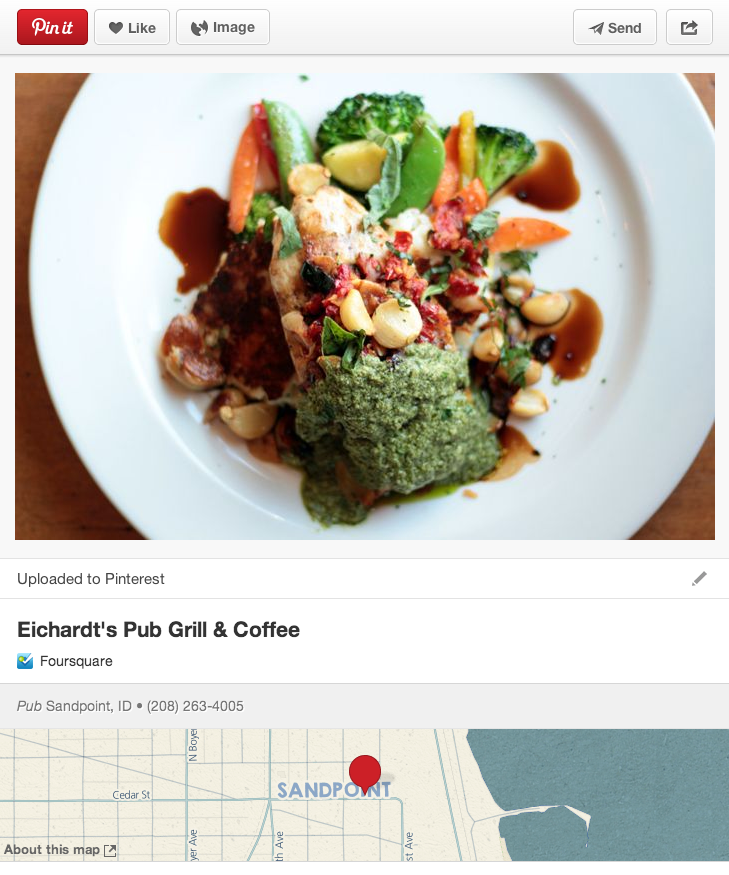 Pin it Like Image Send
Uploaded to Pinterest
Eichardt's Pub Grill & Coffee
Foursquare
Pub Sandpoint, ID • (208) 263-4005
N Boyer
SANDPOINT
Cedar St
yer Ave
th Ave
st Ave
About this map